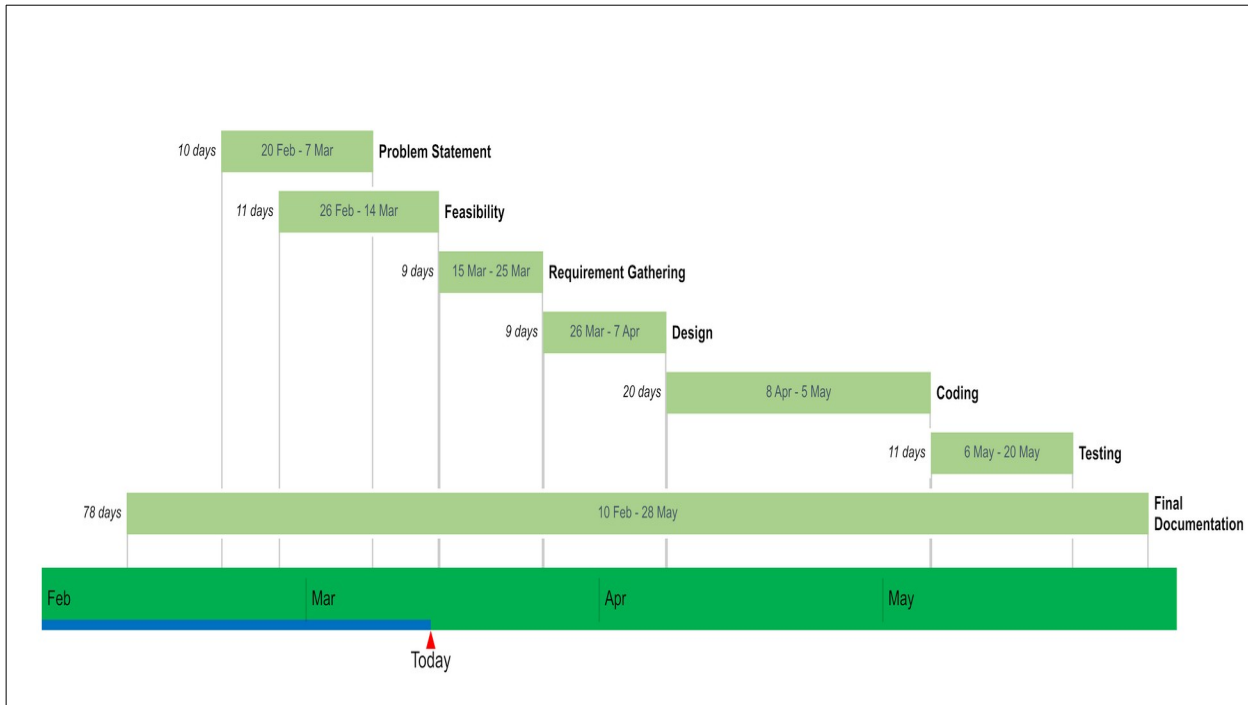 10 days
20 Feb - 7 Mar
Problem Statement
11 days
26 Feb - 14 Mar
Feasibility
9 days
15 Mar - 25 Mar
Requirement Gathering
9 days
26 Mar - 7 Apr
Design
20 days
8 Apr - 5 May
Coding
11 days
6 May - 20 May
Testing
78 days
10 Feb - 28 May
Final
Documentation
Feb
Mar
Apr
May
Today